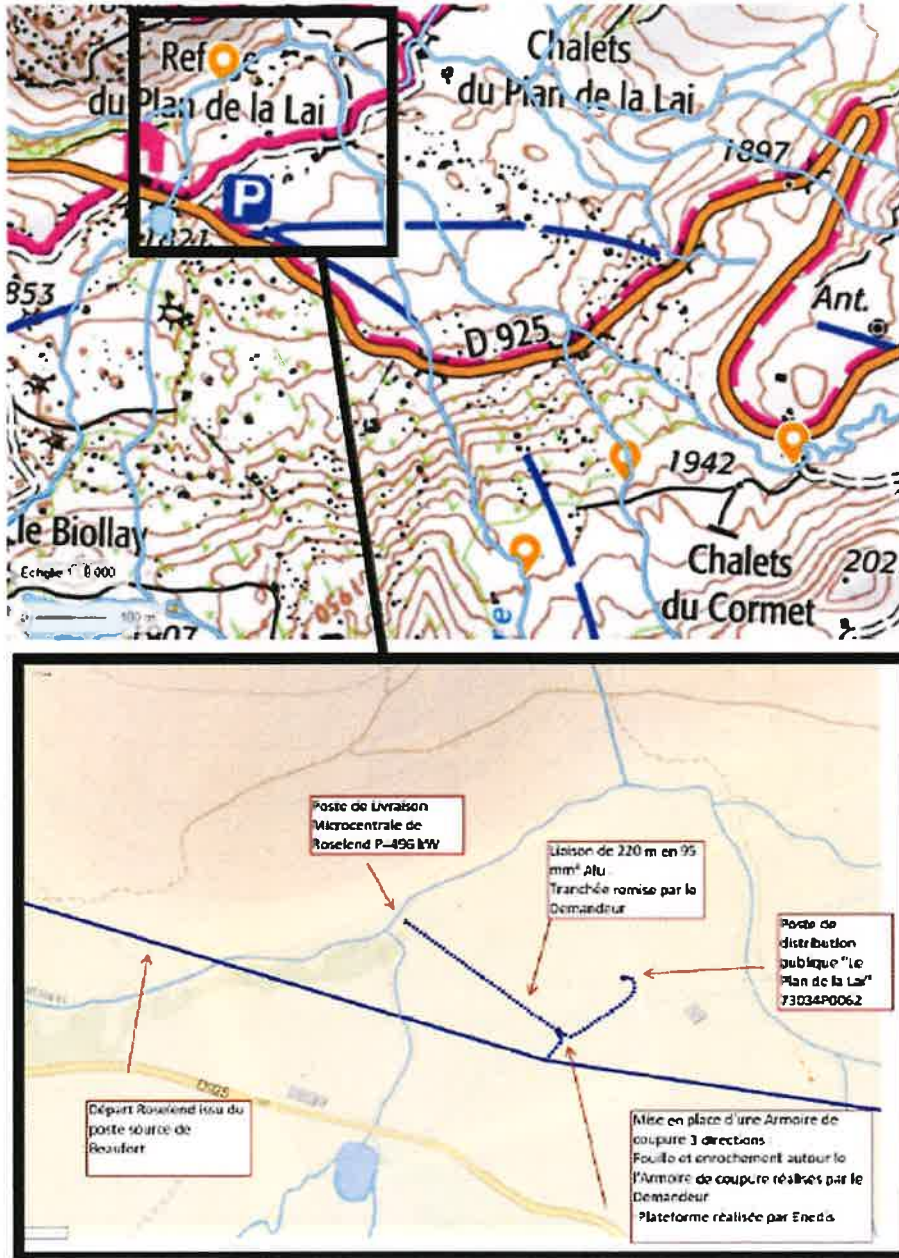 Chalets
du Plan de la Lai
du Plan de la Lai
1897
P
853
D 925
Ant.
1942
le Biollay
Chalets
du Cormet
202
1950
100 m
Poste de Livraison
Microcentrale de
Roselend P=496 kW
Liaison de 220 m en 95
mm² Alu
Tranchée remise par le
Demandeur
Poste de
distribution
publique "Le
Plan de la Lai"
73034P0062
D925
Départ Roselend issu du
poste source de
Beaufort
Mise en place d'une Armoire de
coupure 3 directions
Fouille et enrochement autour le
l'Armoire de coupure réalisés par le
Demandeur
Plateforme réalisée par Enedis